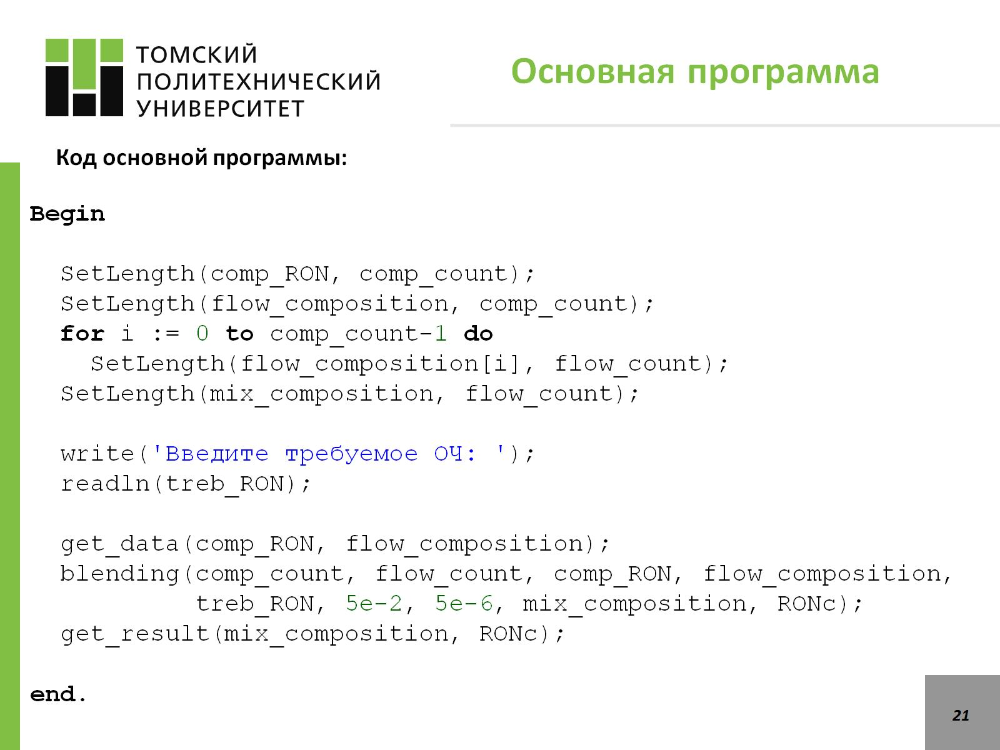 ТОМСКИЙ
ПОЛИТЕХНИЧЕСКИЙ
УНИВЕРСИТЕТ
Основная программа
Код основной программы:
Begin
SetLength(comp_RON, comp_count);
SetLength(flow_composition, comp_count);
for i := 0 to comp_count-1 do
SetLength(flow_composition[i], flow_count);
SetLength(mix_composition, flow_count);
write('Введите требуемое ОЧ: ');
readln(treb_RON);
get_data(comp_RON, flow_composition);
blending(comp_count, flow_count, comp_RON, flow_composition,
treb_RON, 5e-2, 5e-6, mix_composition, RONc);
get_result(mix_composition, RONc);
end.
21